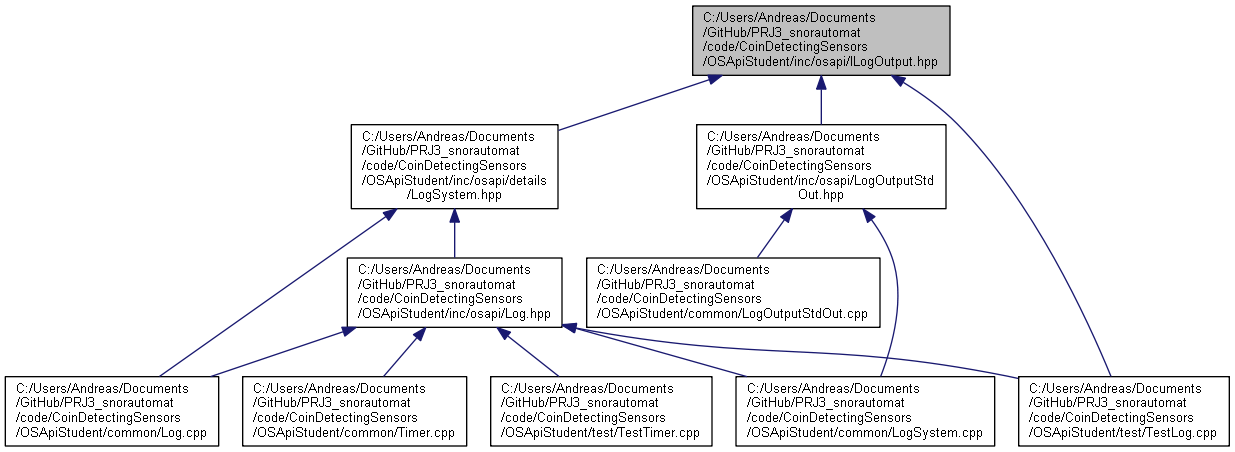 C:/Users/Andreas/Documents
/GitHub/PRJ3_snorautomat
/code/CoinDetectingSensors
/OSApiStudent/inc/osapi/ILogOutput.hpp
C:/Users/Andreas/Documents
/GitHub/PRJ3_snorautomat
/code/CoinDetectingSensors
/OSApiStudent/inc/osapi/details
/LogSystem.hpp
C:/Users/Andreas/Documents
/GitHub/PRJ3_snorautomat
/code/CoinDetectingSensors
/OSApiStudent/inc/osapi/LogOutputStd
Out.hpp
C:/Users/Andreas/Documents
/GitHub/PRJ3_snorautomat
/code/CoinDetectingSensors
/OSApiStudent/inc/osapi/Log.hpp
C:/Users/Andreas/Documents
/GitHub/PRJ3_snorautomat
/code/CoinDetectingSensors
/OSApiStudent/common/LogOutputStdOut.cpp
C:/Users/Andreas/Documents
/GitHub/PRJ3_snorautomat
/code/CoinDetectingSensors
/OSApiStudent/common/Log.cpp
C:/Users/Andreas/Documents
/GitHub/PRJ3_snorautomat
/code/CoinDetectingSensors
/OSApiStudent/common/Timer.cpp
C:/Users/Andreas/Documents
/GitHub/PRJ3_snorautomat
/code/CoinDetectingSensors
/OSApiStudent/test/TestTimer.cpp
C:/Users/Andreas/Documents
/GitHub/PRJ3_snorautomat
/code/CoinDetectingSensors
/OSApiStudent/common/LogSystem.cpp
C:/Users/Andreas/Documents
/GitHub/PRJ3_snorautomat
/code/CoinDetectingSensors
/OSApiStudent/test/TestLog.cpp